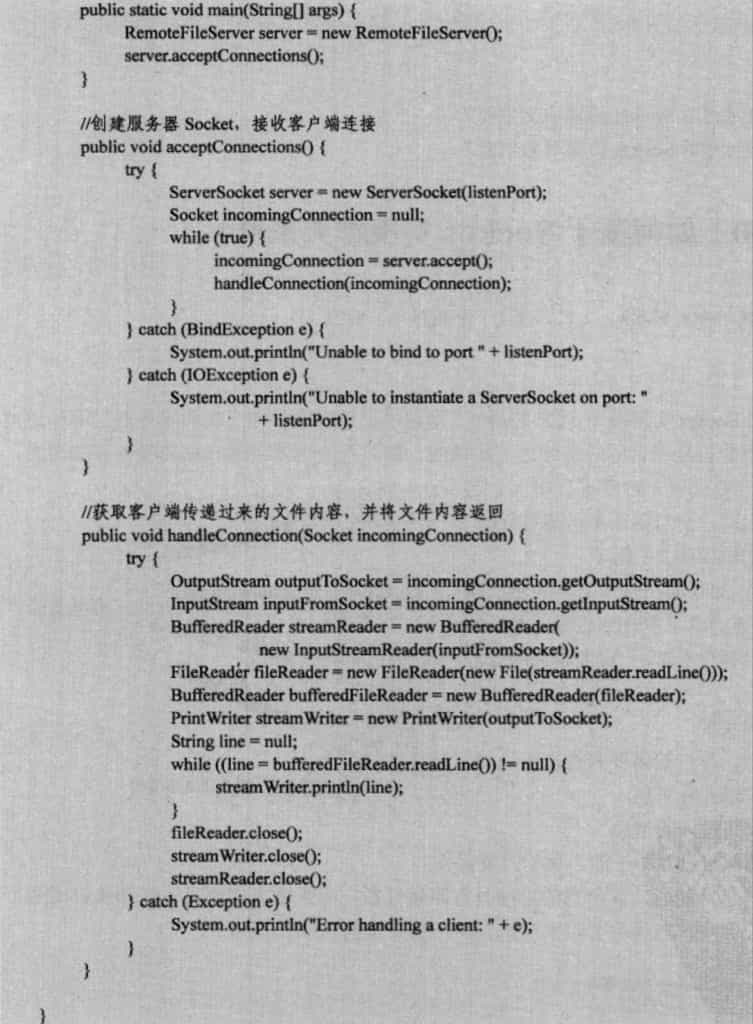 public static void main(String[] args) {
RemoteFileServer server = new RemoteFileServer();
server.acceptConnections();
}
//创建服务器 Socket，接收客户端连接
public void acceptConnections() {
try {
ServerSocket server = new ServerSocket(listenPort);
Socket incomingConnection = null;
while (true) {
incomingConnection = server.accept();
handleConnection(incomingConnection);
}
} catch (BindException e) {
System.out.println("Unable to bind to port " + listenPort);
} catch (IOException e) {
System.out.println("Unable to instantiate a ServerSocket on port: "
+ listenPort);
}
}
//获取客户端传递过来的文件内容，并将文件内容返回
public void handleConnection(Socket incomingConnection) {
try {
OutputStream outputToSocket = incomingConnection.getOutputStream();
InputStream inputFromSocket = incomingConnection.getInputStream();
BufferedReader streamReader = new BufferedReader(
new InputStreamReader(inputFromSocket));
FileReader fileReader = new FileReader(new File(streamReader.readLine()));
BufferedReader bufferedFileReader = new BufferedReader(fileReader);
PrintWriter streamWriter = new PrintWriter(outputToSocket);
String line = null;
while ((line = bufferedFileReader.readLine()) != null) {
streamWriter.println(line);
}
fileReader.close();
streamWriter.close();
streamReader.close();
} catch (Exception e) {
System.out.println("Error handling a client: " + e);
}
}
}